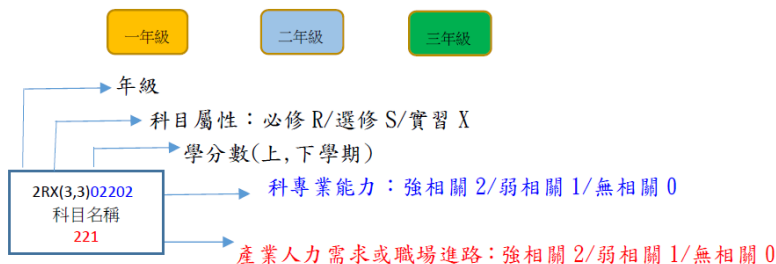 一年級 二年級 三年級
年級
科目屬性：必修 R/選修 S/實習 X
學分數(上,下學期)
2RX(3,3)02202
科目名稱
221
科專業能力：強相關 2/弱相關 1/無相關 0
產業人力需求或職場進路：強相關 2/弱相關 1/無相關 0